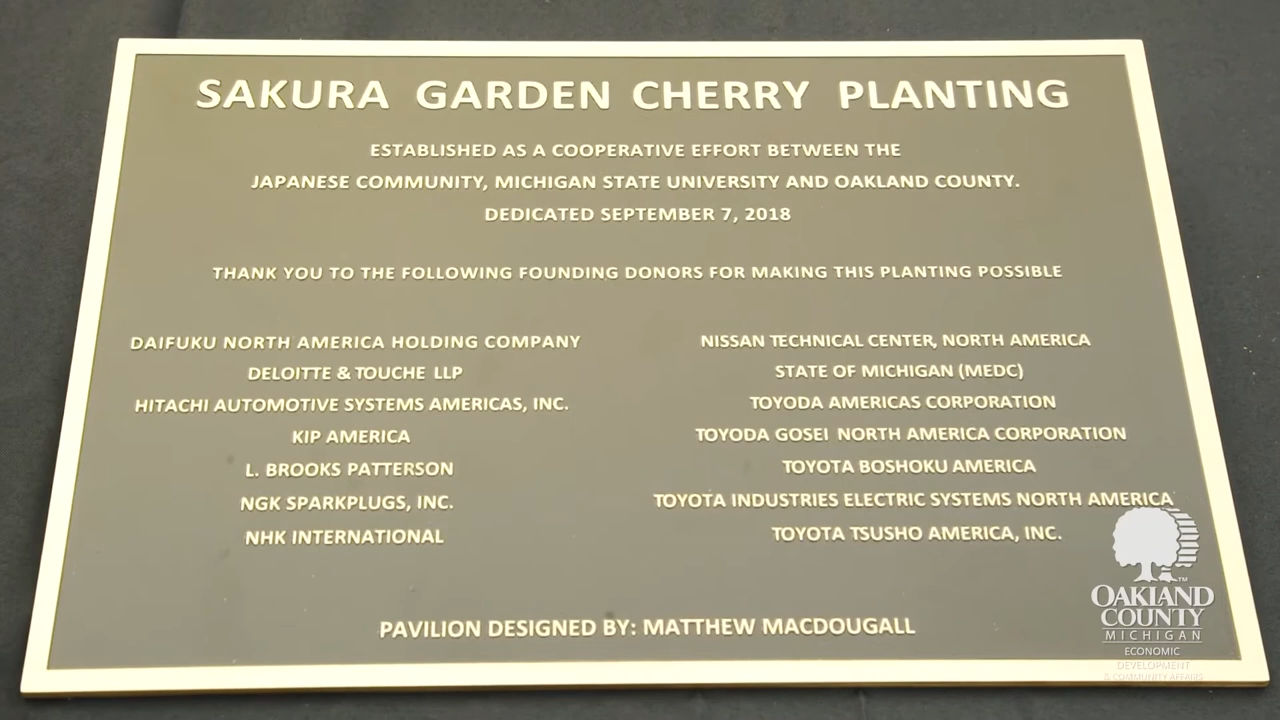 SAKURA GARDEN CHERRY PLANTING
ESTABLISHED AS A COOPERATIVE EFFORT BETWEEN THE
JAPANESE COMMUNITY, MICHIGAN STATE UNIVERSITY AND OAKLAND COUNTY.
DEDICATED SEPTEMBER 7, 2018
THANK YOU TO THE FOLLOWING FOUNDING DONORS FOR MAKING THIS PLANTING POSSIBLE
DAIFUKU NORTH AMERICA HOLDING COMPANY
DELOITTE & TOUCHE LLP
HITACHI AUTOMOTIVE SYSTEMS AMERICAS, INC.
KIP AMERICA
L. BROOKS PATTERSON
NGK SPARKPLUGS, INC.
NHK INTERNATIONAL
NISSAN TECHNICAL CENTER, NORTH AMERICA
STATE OF MICHIGAN (MEDC)
TOYODA AMERICAS CORPORATION
TOYODA GOSEI NORTH AMERICA CORPORATION
TOYOTA BOSHOKU AMERICA
TOYOTA INDUSTRIES ELECTRIC SYSTEMS NORTH AMERICA
TOYOTA TSUSHO AMERICA, INC.
PAVILION DESIGNED BY: MATTHEW MACDOUGALL
TM
OAKLAND
COUNTY
MICHIGAN
ECONOMIC
DEVELOPMENT
& COMMUNITY AFFAIRS